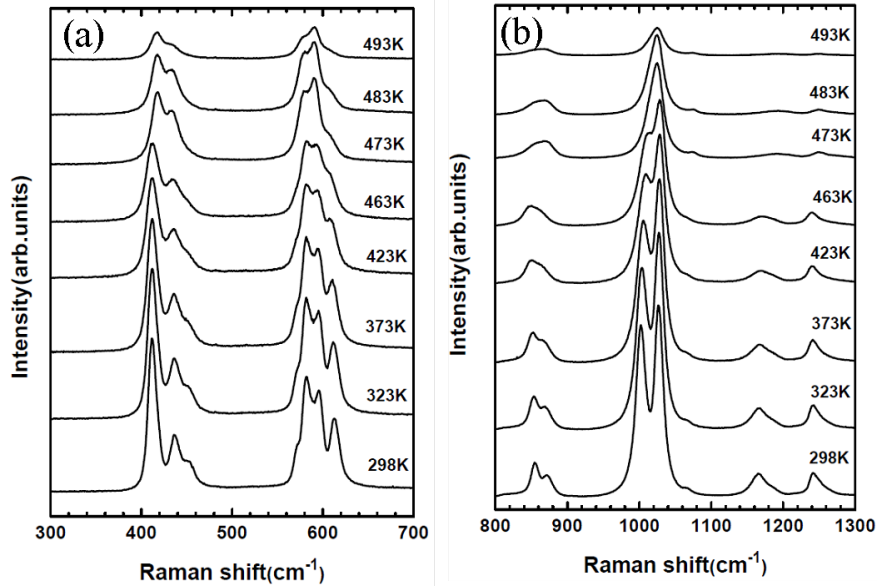 (a)
493K
483K
473K
463K
423K
373K
323K
298K
Intensity(arb.units)
300 400 500 600 700
Raman shift(cm-1)
(b)
493K
483K
473K
463K
423K
373K
323K
298K
Intensity(arb.units)
800 900 1000 1100 1200 1300
Raman shift(cm-1)